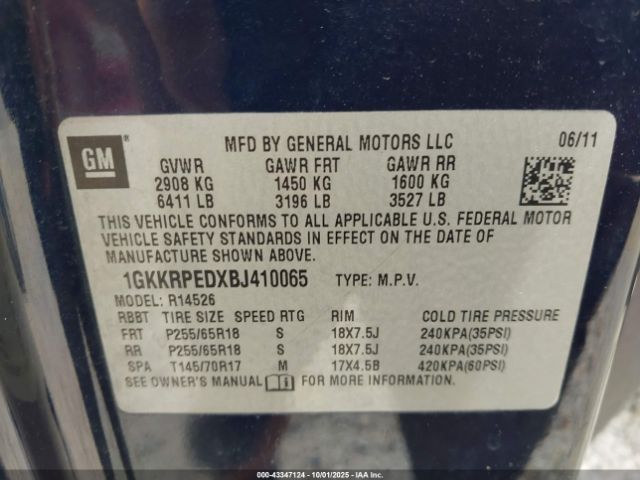 GM
MFD BY GENERAL MOTORS LLC 06/11
GVWR GAWR FRT GAWR RR
2908 KG 1450 KG 1600 KG
6411 LB 3196 LB 3527 LB
THIS VEHICLE CONFORMS TO ALL APPLICABLE U.S. FEDERAL MOTOR
VEHICLE SAFETY STANDARDS IN EFFECT ON THE DATE OF
MANUFACTURE SHOWN ABOVE.
1GKKRPEDXBJ410065 TYPE: M.P.V.
MODEL: R14526
RBBT TIRE SIZE SPEED RTG RIM COLD TIRE PRESSURE
FRT P255/65R18 S 18X7.5J 240KPA(35PSI)
RR P255/65R18 S 18X7.5J 240KPA(35PSI)
SPA T145/70R17 M 17X4.5B 420KPA(60PSI)
SEE OWNER'S MANUAL FOR MORE INFORMATION.
000-43347124 - 10/01/2025 - IAAI.COM